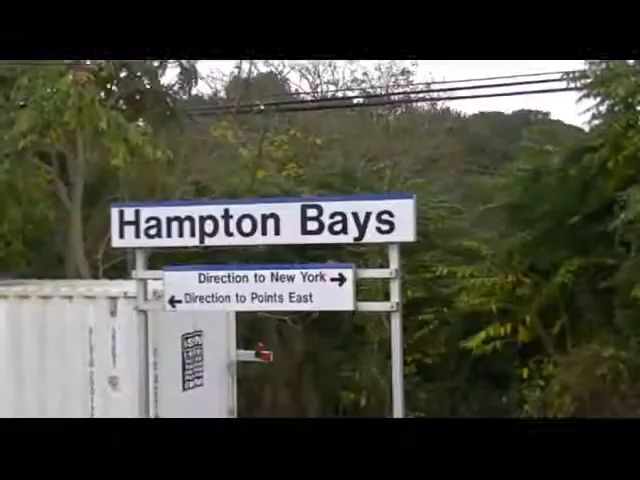 Hampton Bays
Direction to New York →
← Direction to Points East